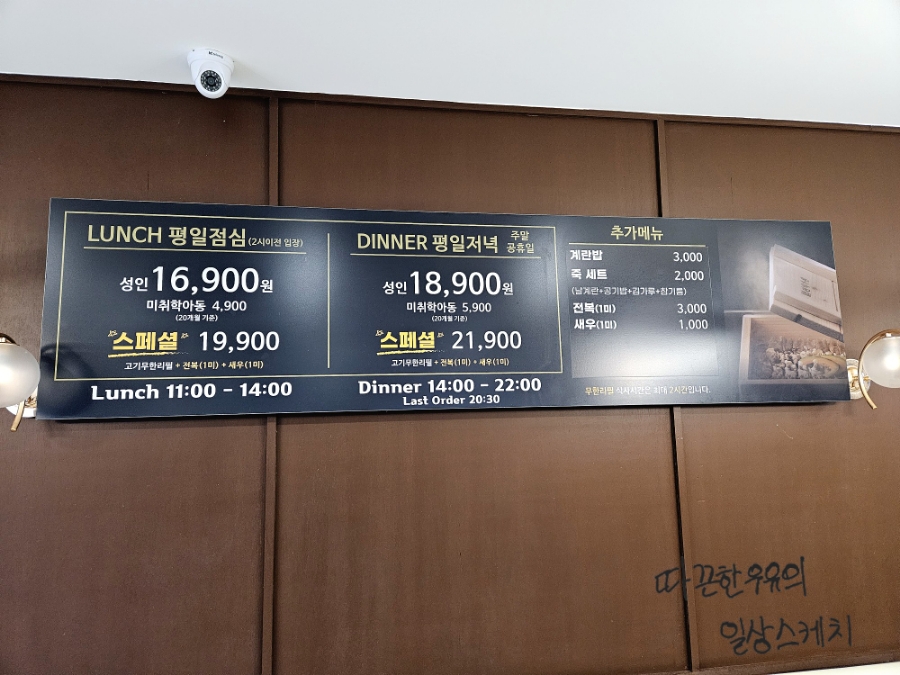 LUNCH 평일점심 (2시이전 입장)
성인 16,900원
미취학아동 4,900
(20개월 기준)
스페셜 19,900
고기무한리필 + 전복(1미) + 새우(1미)
Lunch 11:00 - 14:00
DINNER 평일저녁 주말 공휴일
성인 18,900원
미취학아동 5,900
(20개월 기준)
스페셜 21,900
고기무한리필 + 전복(1미) + 새우(1미)
Dinner 14:00 - 22:00
Last Order 20:30
추가메뉴
계란밥 3,000
죽 세트 2,000
(날계란+공기밥+김가루+참기름)
전복(1미) 3,000
새우(1미) 1,000
무한리필 식사시간은 최대 2시간입니다.
따끈한우유의
일상스케치